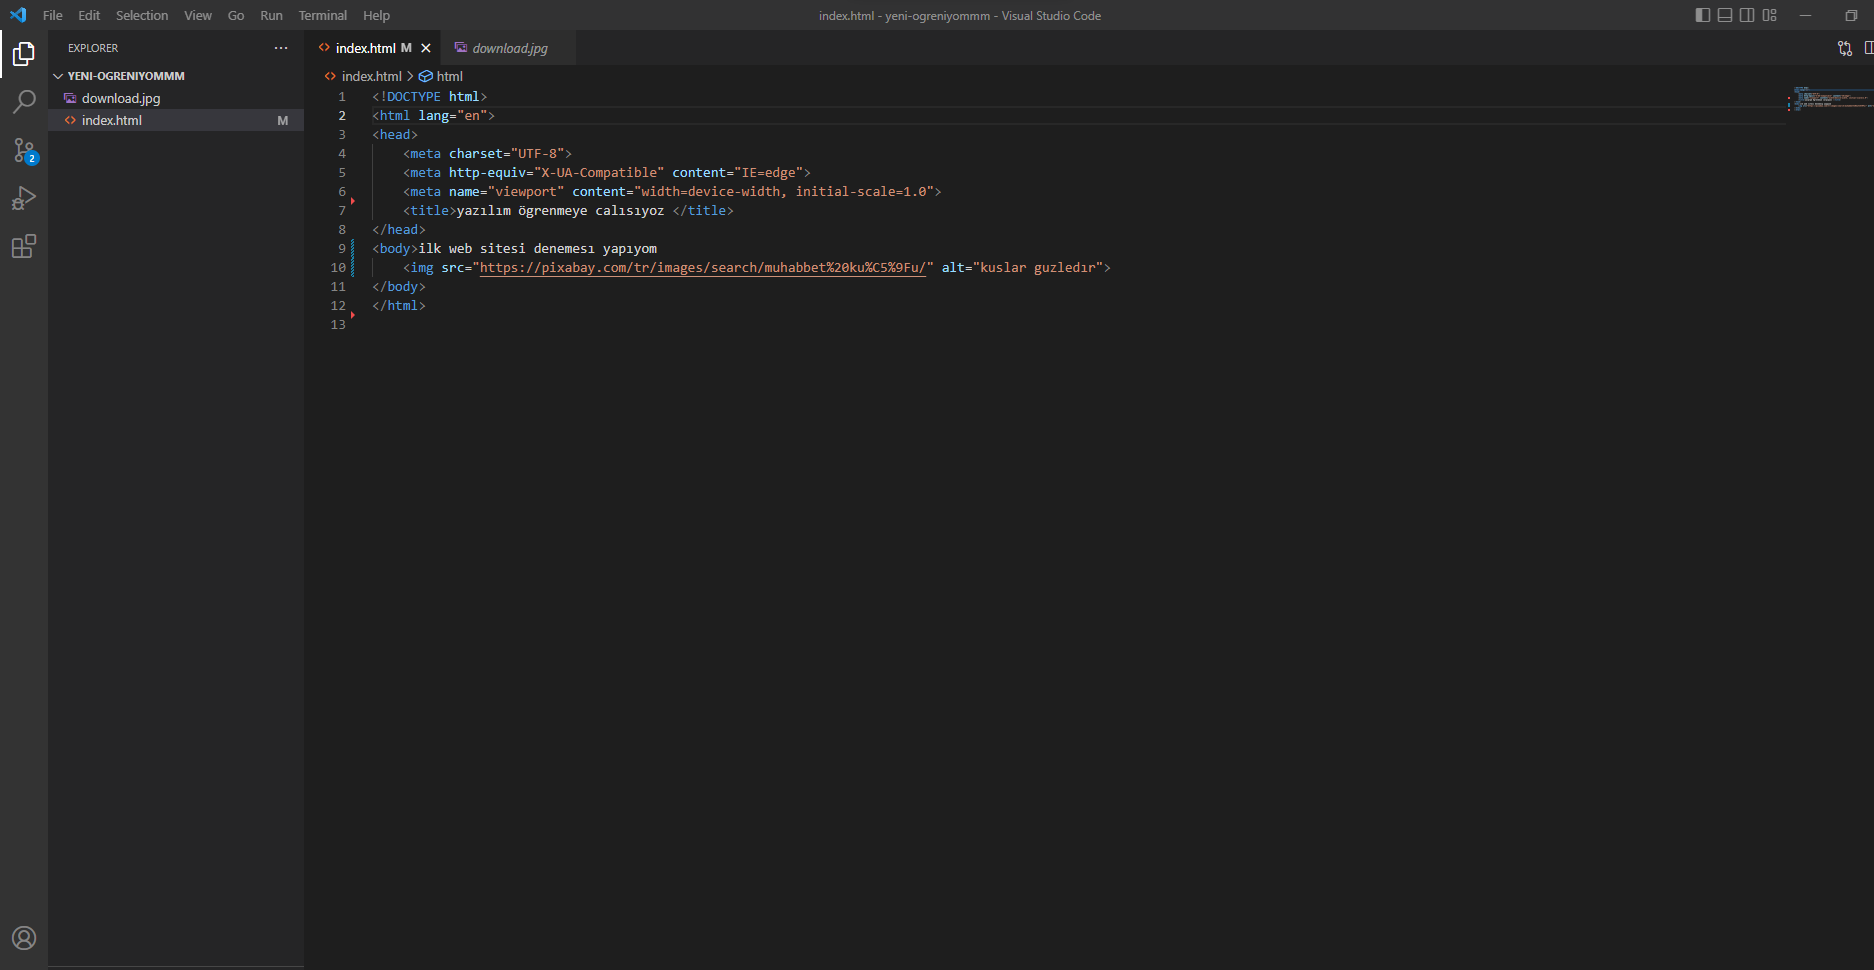 File Edit Selection View Go Run Terminal Help
index.html - yeni-ogreniyommm - Visual Studio Code
EXPLORER
YENI-OGRENIYOMMM
download.jpg
index.html M
2
index.html M
download.jpg
index.html > html
1 <!DOCTYPE html>
2 <html lang="en">
3 <head>
4 <meta charset="UTF-8">
5 <meta http-equiv="X-UA-Compatible" content="IE=edge">
6 <meta name="viewport" content="width=device-width, initial-scale=1.0">
7 <title>yazılım ögrenmeye calısıyoz </title>
8 </head>
9 <body>ilk web sitesi denemesı yapıyom
10 <img src="https://pixabay.com/tr/images/search/muhabbet%20ku%C5%9Fu/" alt="kuslar guzledır">
11 </body>
12 </html>
13